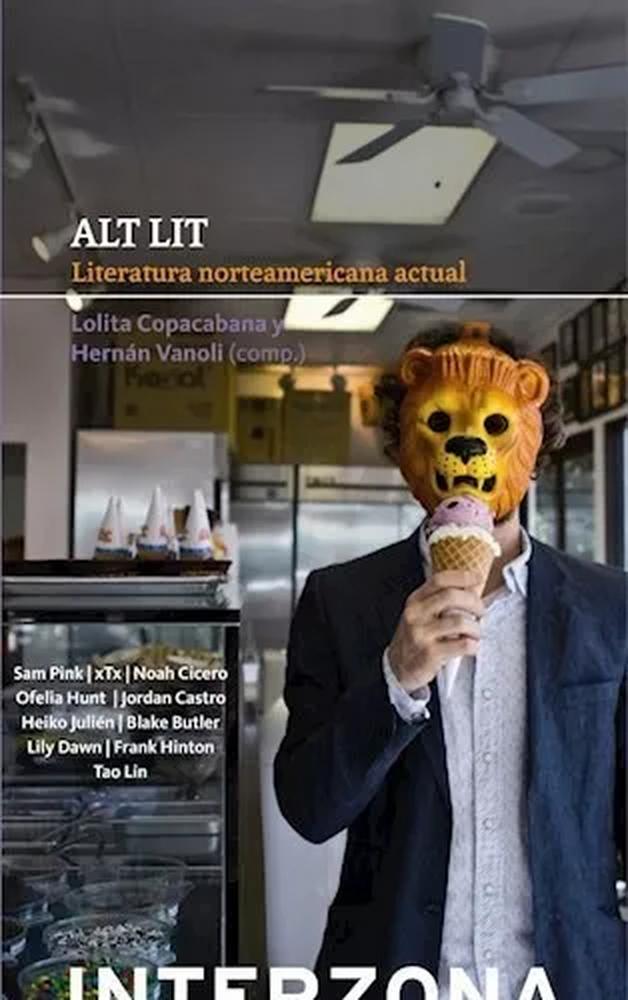 ALT LIT
Literatura norteamericana actual
Lolita Copacabana y
Hernán Vanoli (comp.)
Sam Pink | xTx | Noah Cicero
Ofelia Hunt | Jordan Castro
Heiko Julién | Blake Butler
Lily Dawn | Frank Hinton
Tao Lin
INTERZONA